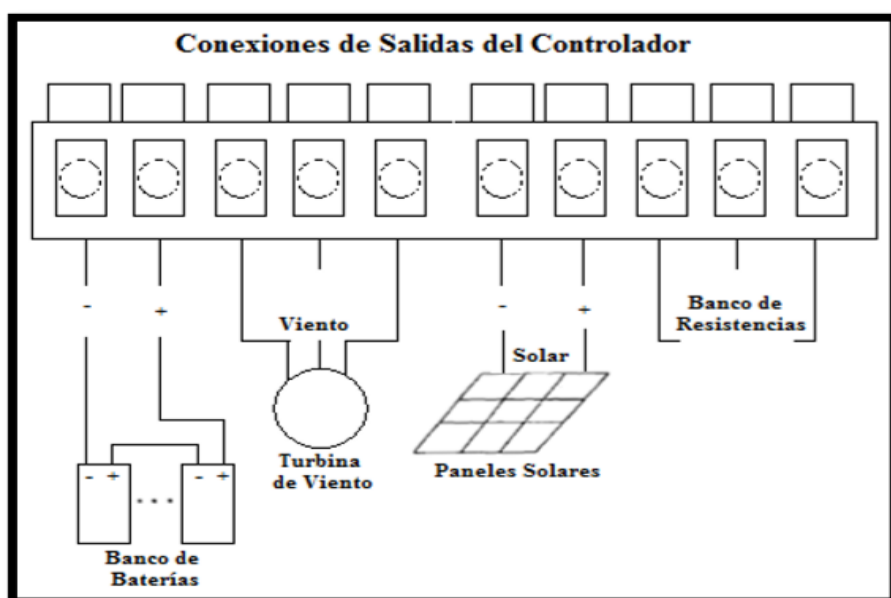 Conexiones de Salidas del Controlador
- + - +
Viento
Banco de
Resistencias
Solar
- + - +
Turbina
de Viento
Paneles Solares
Banco de
Baterías